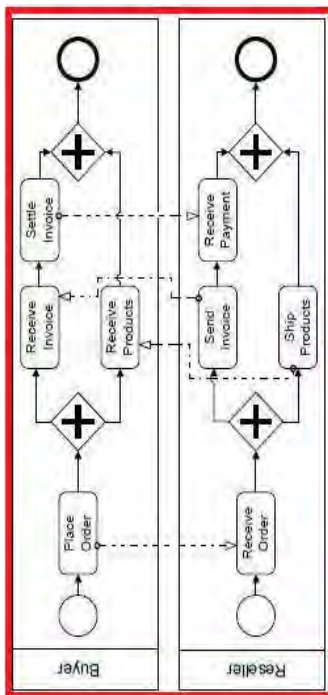 Buyer
Place
Order
Receive
Invoice
Settle
Invoice
Receive
Products
Reseller
Receive
Order
Send
Invoice
Receive
Payment
Ship
Products